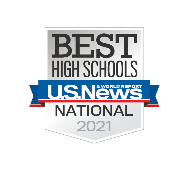 BEST
HIGH SCHOOLS
U.S.News
& WORLD REPORT
NATIONAL
2021